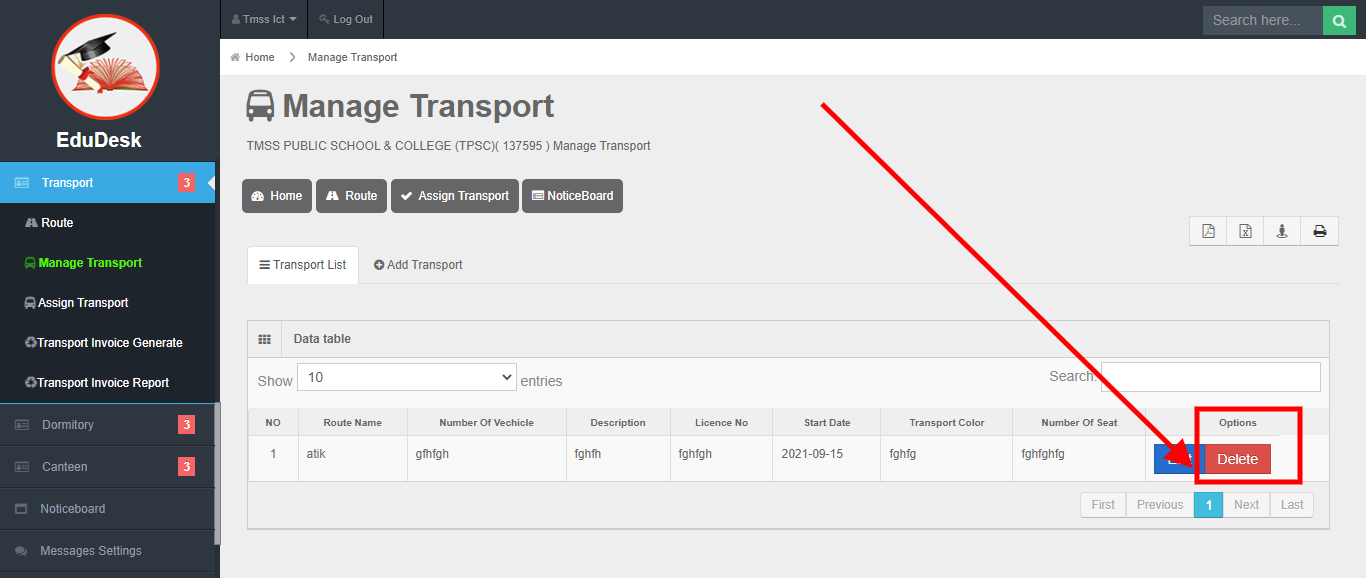 Tmss Ict
Log Out
Search here...
EduDesk
Home
Manage Transport
Manage Transport
TMSS PUBLIC SCHOOL & COLLEGE (TPSC)( 137595 ) Manage Transport
Transport 3
Route
Manage Transport
Assign Transport
Transport Invoice Generate
Transport Invoice Report
Dormitory 3
Canteen 3
Noticeboard
Messages Settings
Home
Route
Assign Transport
NoticeBoard
Transport List
Add Transport
Data table
Show 10 entries
Search:
NO Route Name Number Of Vechicle Description Licence No Start Date Transport Color Number Of Seat Options
1 atik gfhfgh fghfh fghfgh 2021-09-15 fghfg fghfghfg Delete
First Previous 1 Next Last